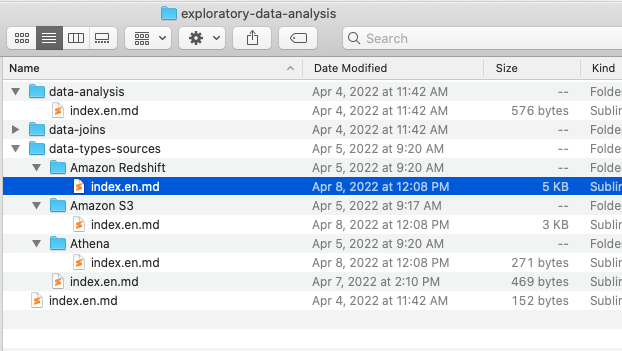 exploratory-data-analysis
Search
Name Date Modified Size Kind
data-analysis Apr 4, 2022 at 11:42 AM -- Folde
index.en.md Apr 4, 2022 at 11:42 AM 576 bytes Sublin
data-joins Apr 4, 2022 at 11:42 AM -- Folde
data-types-sources Apr 5, 2022 at 9:20 AM -- Folde
Amazon Redshift Apr 5, 2022 at 9:20 AM -- Folde
index.en.md Apr 8, 2022 at 12:08 PM 5 KB Sublin
Amazon S3 Apr 5, 2022 at 9:17 AM -- Folde
index.en.md Apr 8, 2022 at 12:08 PM 3 KB Sublin
Athena Apr 5, 2022 at 9:20 AM -- Folde
index.en.md Apr 8, 2022 at 12:08 PM 271 bytes Sublin
index.en.md Apr 7, 2022 at 2:10 PM 469 bytes Sublin
index.en.md Apr 4, 2022 at 11:42 AM 152 bytes Sublin